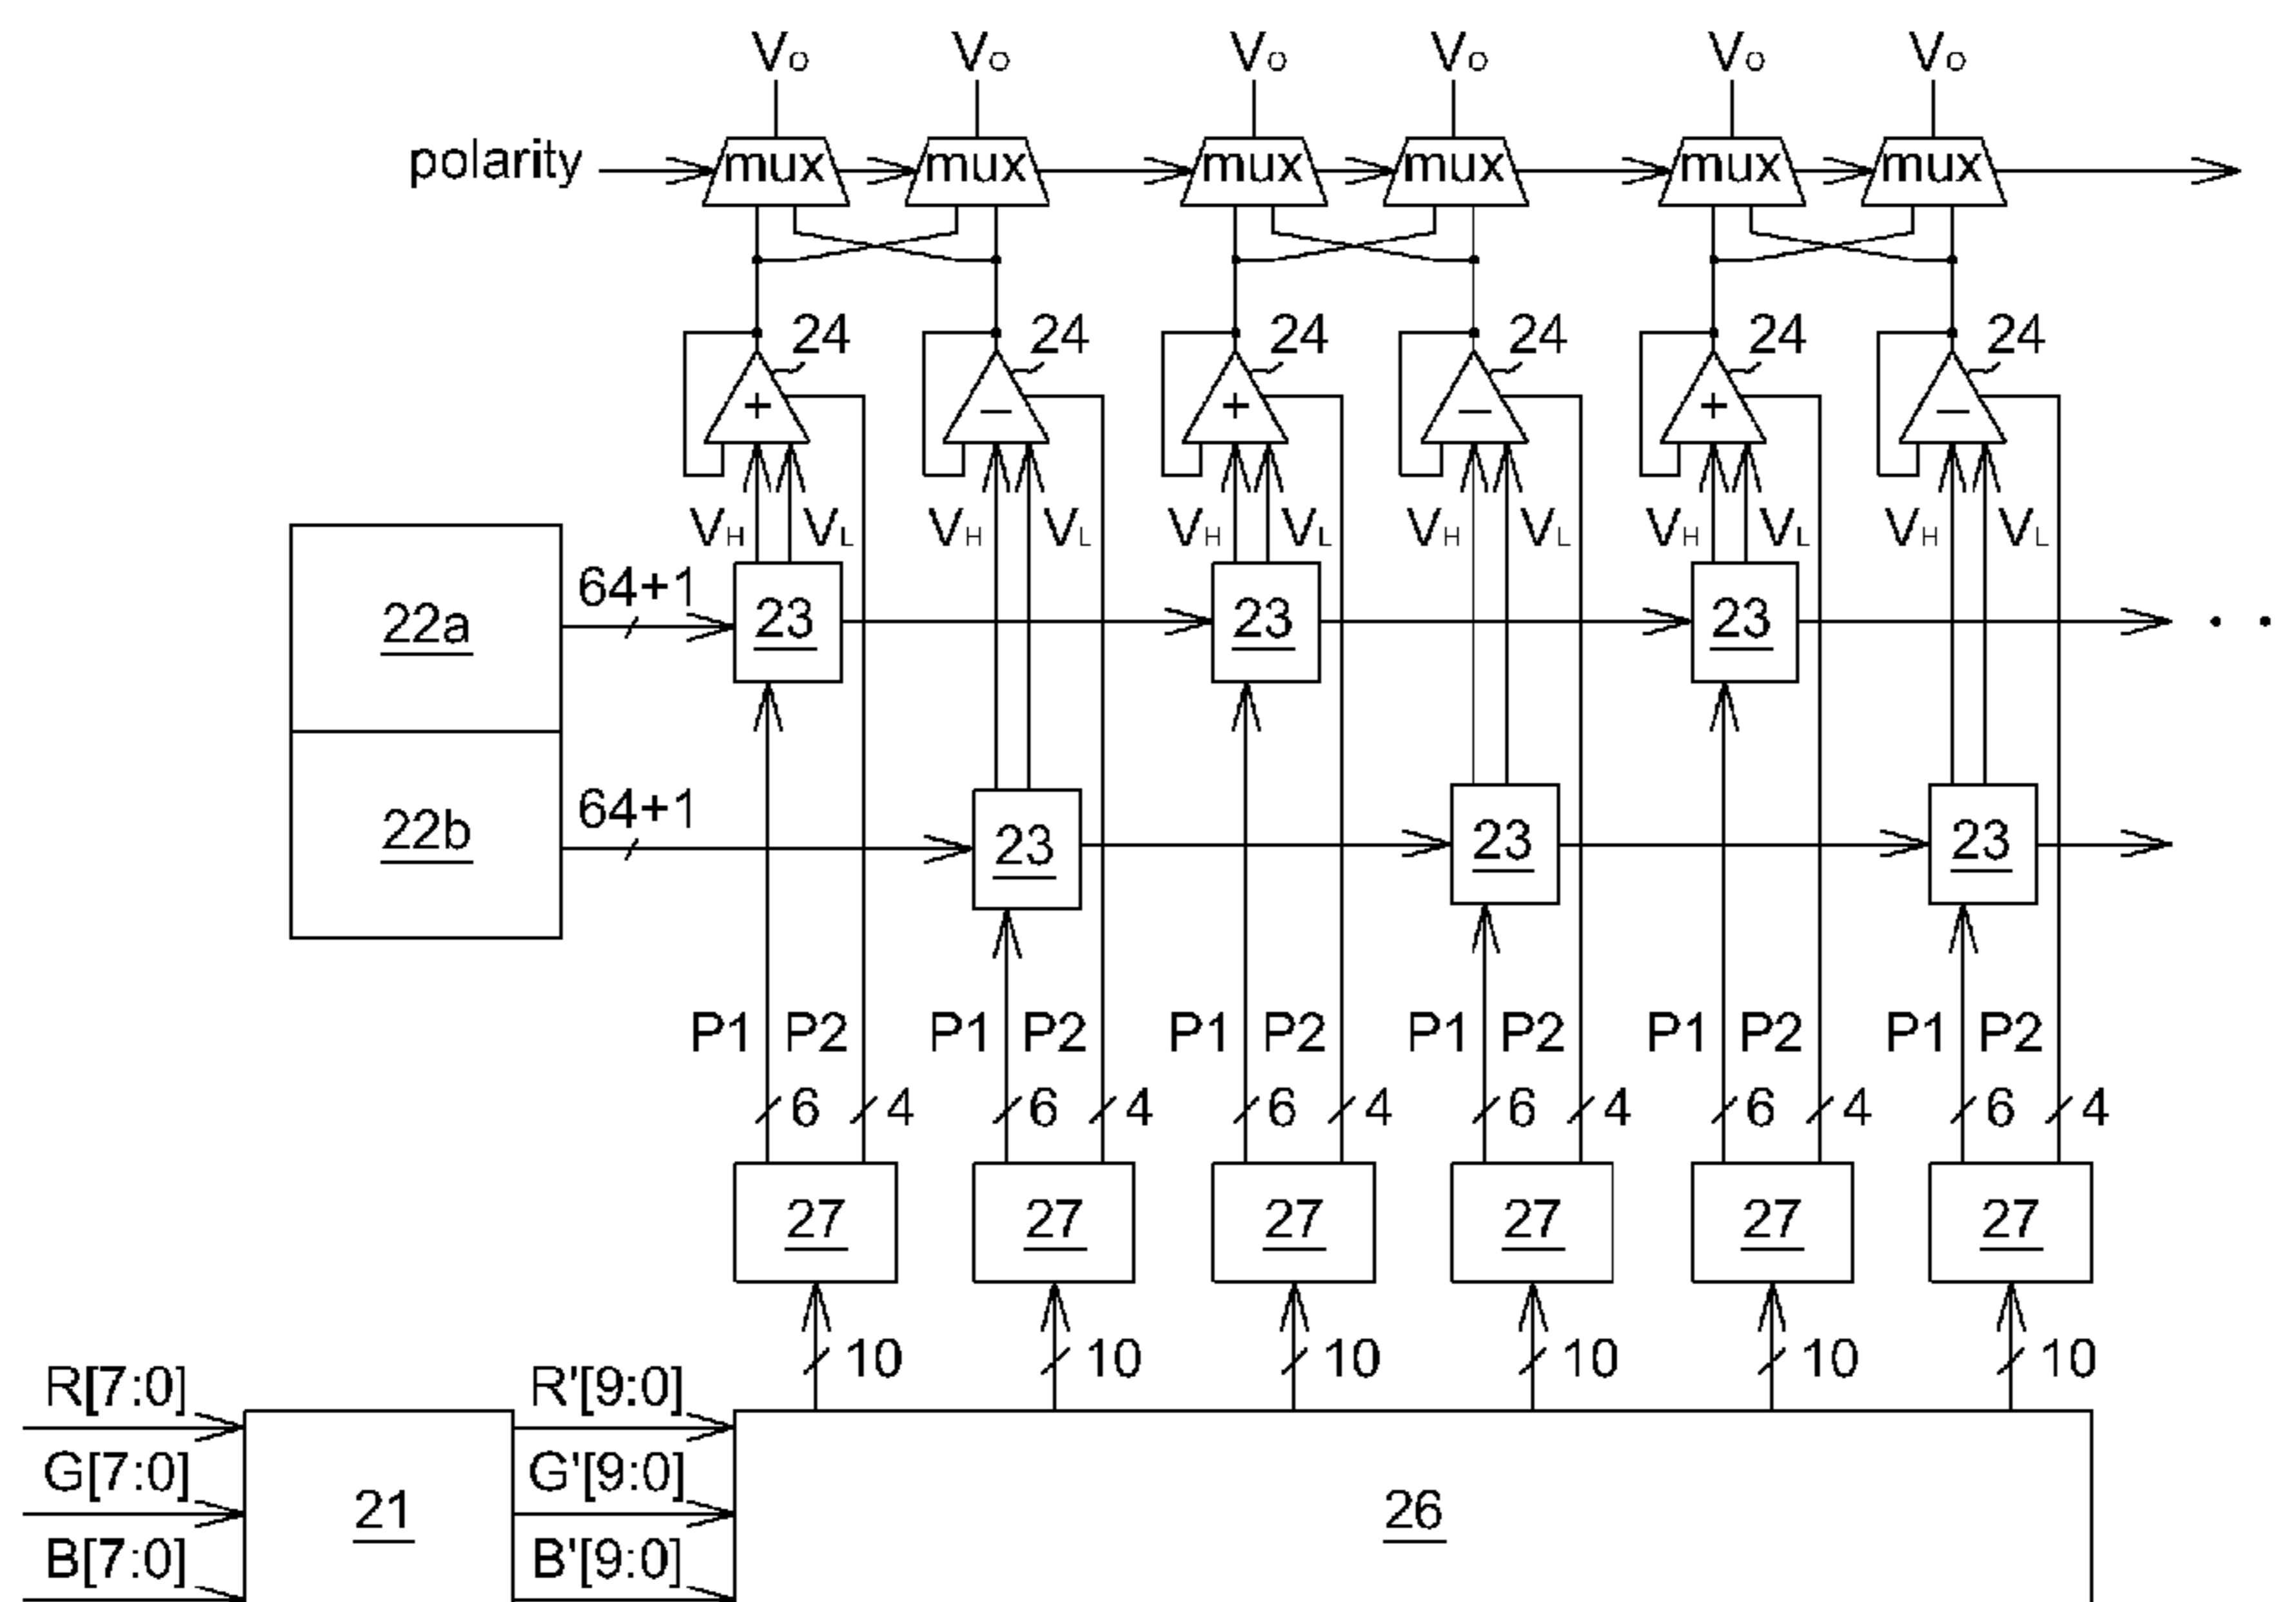 Vo Vo Vo Vo Vo Vo
polarity mux mux mux mux mux mux
24 24 24 24 24 24
+ − + − + −
VH VL VH VL VH VL VH VL VH VL VH VL
22a 64+1 23 23 23 . .
22b 64+1 23 23 23
P1 P2 P1 P2 P1 P2 P1 P2 P1 P2 P1 P2
6 4 6 4 6 4 6 4 6 4 6 4
27 27 27 27 27 27
10 10 10 10 10 10
R[7:0] R'[9:0]
G[7:0] G'[9:0]
21 26
B[7:0] B'[9:0]